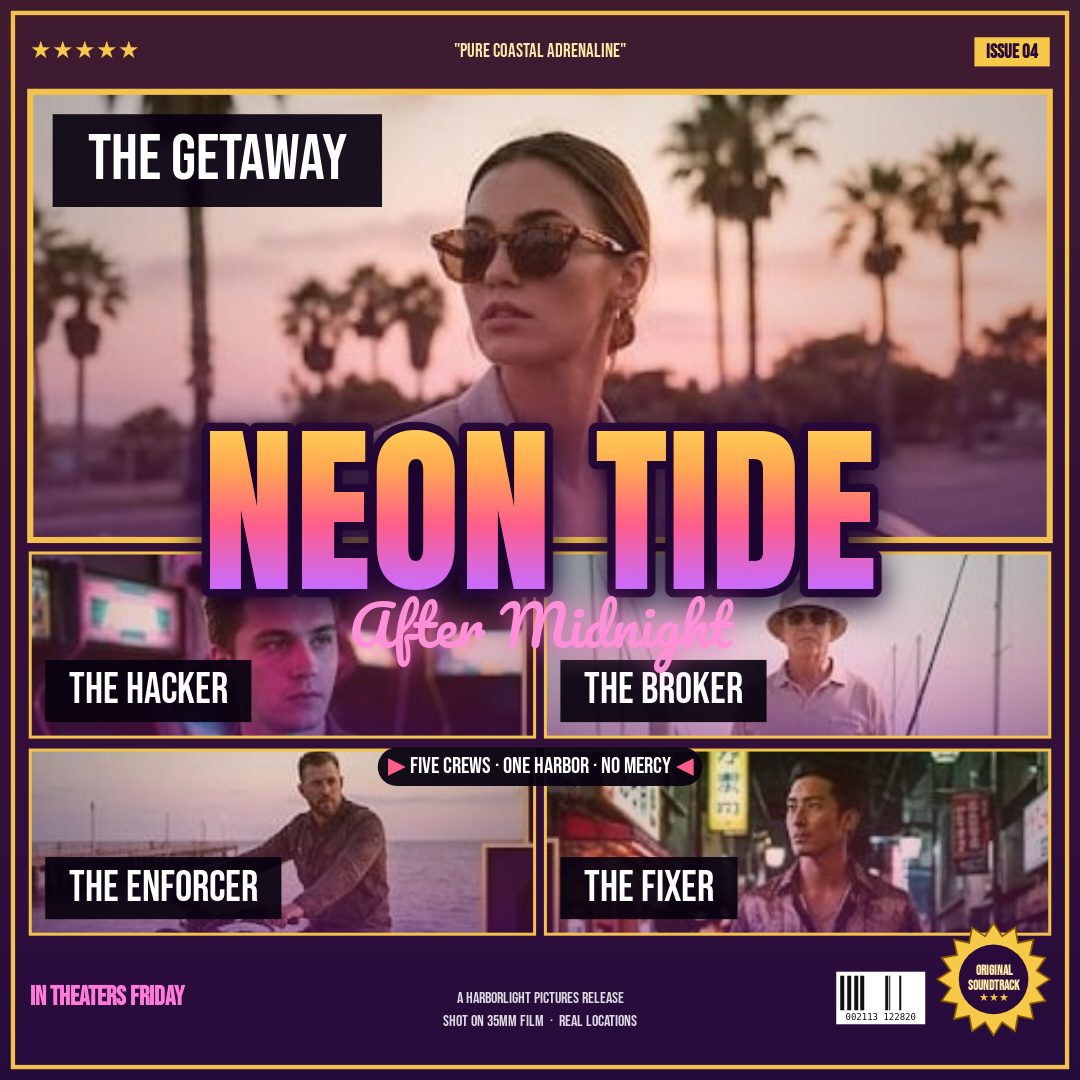 ★★★★★
"PURE COASTAL ADRENALINE"
ISSUE 04
THE GETAWAY
NEON TIDE
After Midnight
THE HACKER
THE BROKER
▶ FIVE CREWS · ONE HARBOR · NO MERCY ◀
THE ENFORCER
THE FIXER
IN THEATERS FRIDAY
A HARBORLIGHT PICTURES RELEASE
SHOT ON 35MM FILM · REAL LOCATIONS
002113 122820
ORIGINAL
SOUNDTRACK
★★★